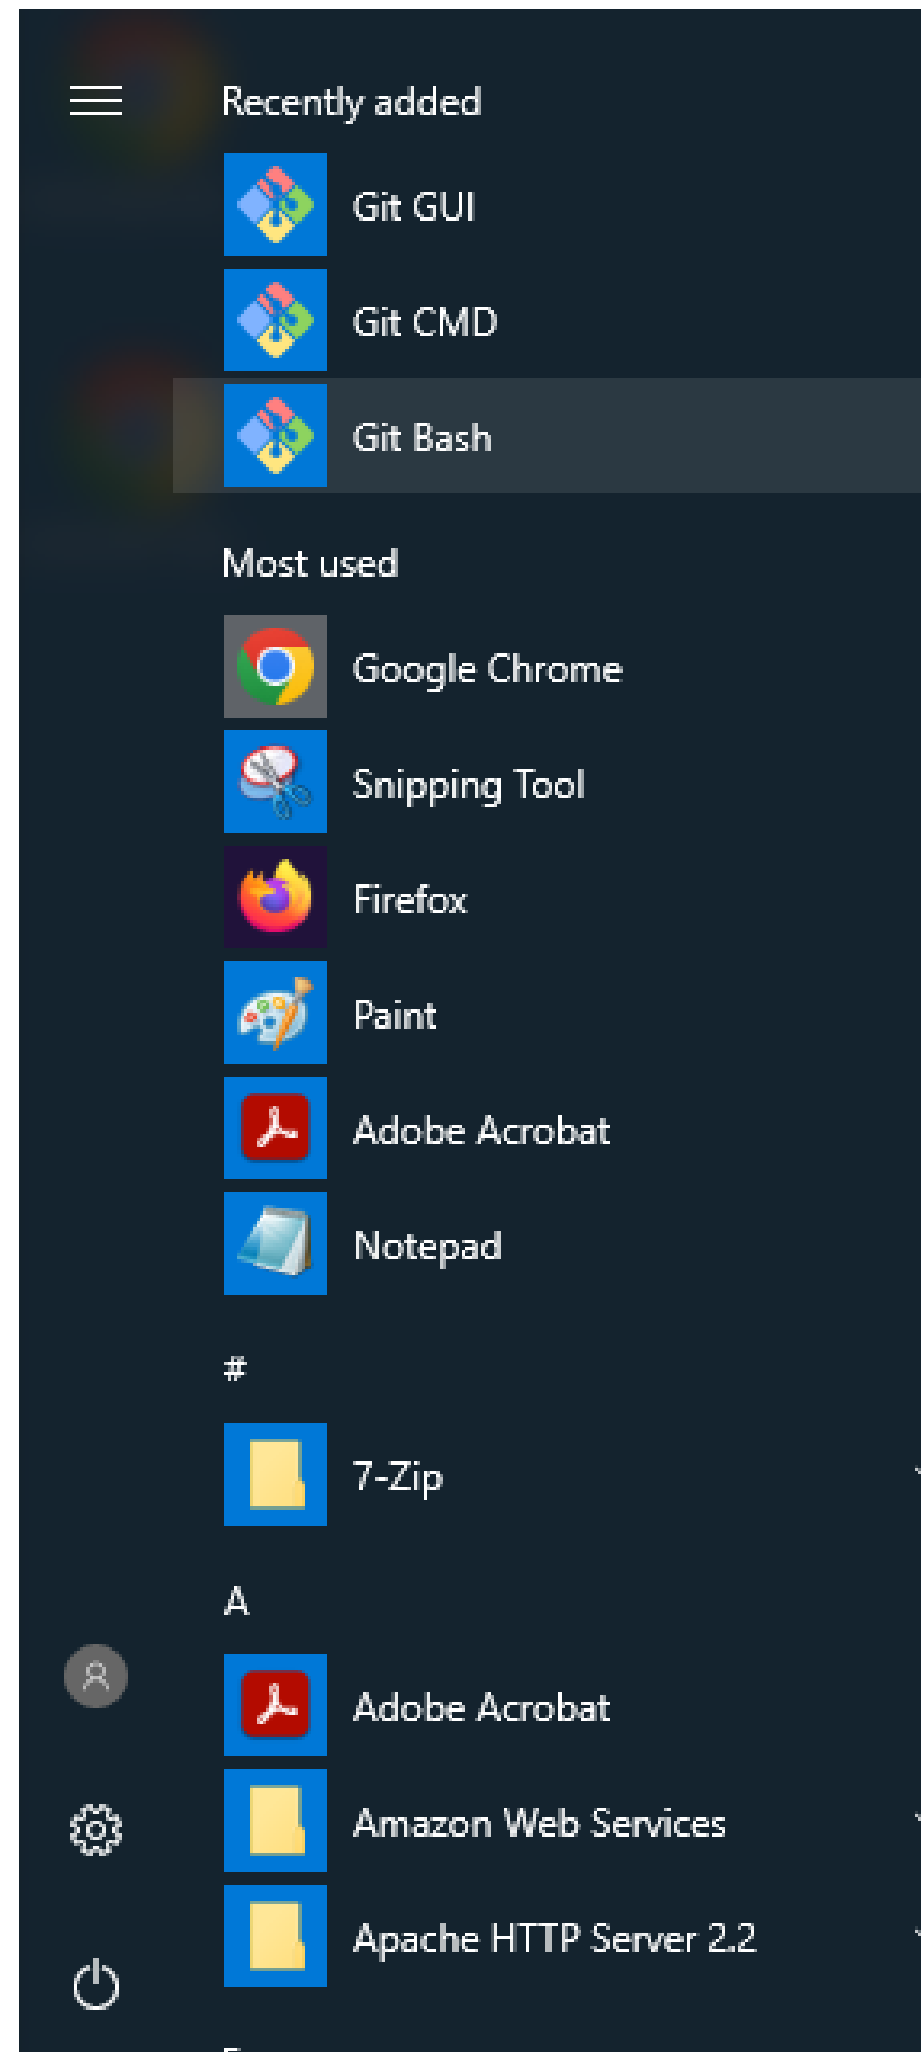 Recently added
Git GUI
Git CMD
Git Bash
Most used
Google Chrome
Snipping Tool
Firefox
Paint
Adobe Acrobat
Notepad
#
7-Zip
A
Adobe Acrobat
Amazon Web Services
Apache HTTP Server 2.2